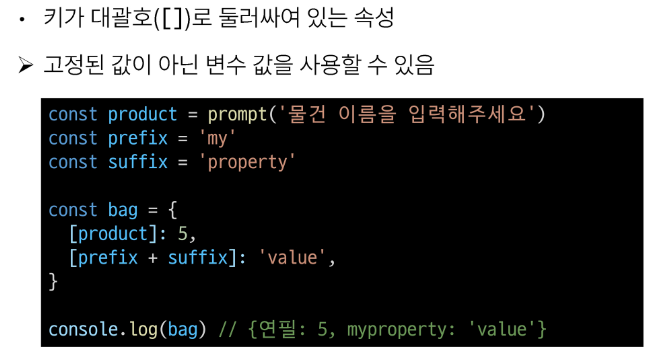 • 키가 대괄호([])로 둘러싸여 있는 속성
➢ 고정된 값이 아닌 변수 값을 사용할 수 있음
const product = prompt('물건 이름을 입력해주세요')
const prefix = 'my'
const suffix = 'property'

const bag = {
  [product]: 5,
  [prefix + suffix]: 'value',
}

console.log(bag) // {연필: 5, myproperty: 'value'}